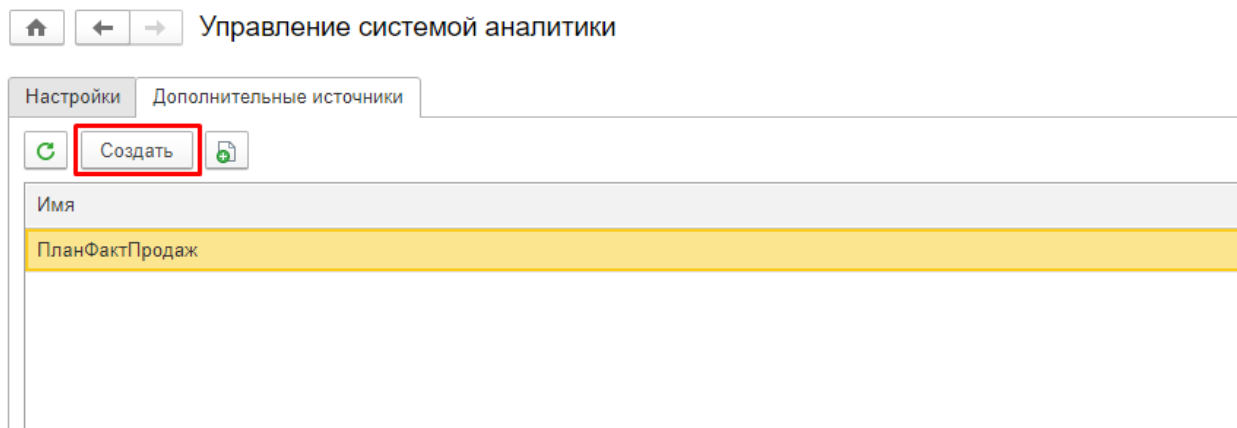 Управление системой аналитики
Настройки Дополнительные источники
Создать
Имя
ПланФактПродаж